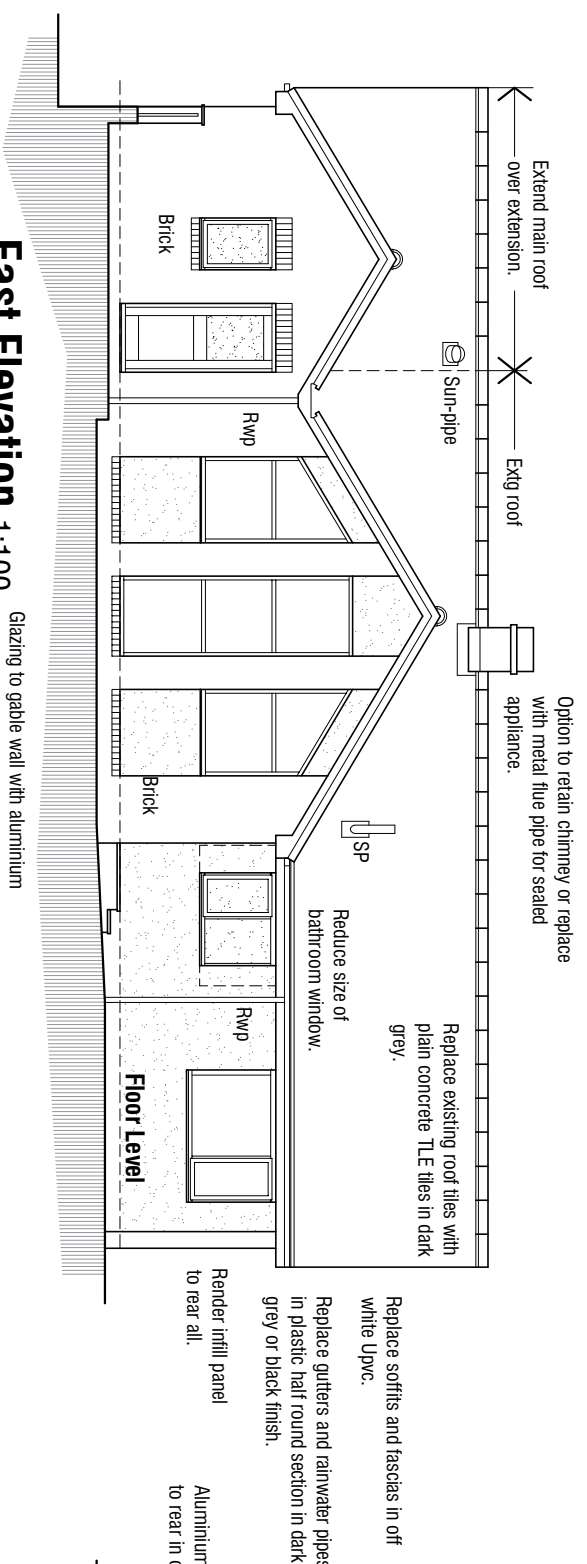 Option to retain chimney or replace
with metal flue pipe for sealed
appliance.
Extend main roof
over extension.
Extg roof
Sun-pipe
SP
Replace existing roof tiles with
plain concrete TLE tiles in dark
grey.
Replace soffits and fascias in off
white Upvc.
Reduce size of
bathroom window.
Replace gutters and rainwater pipes
in plastic half round section in dark
grey or black finish.
Brick
Rwp
Brick
Rwp
Floor Level
Render infill panel
to rear all.
Aluminium
to rear in
East Elevation 1:100
Glazing to gable wall with aluminium